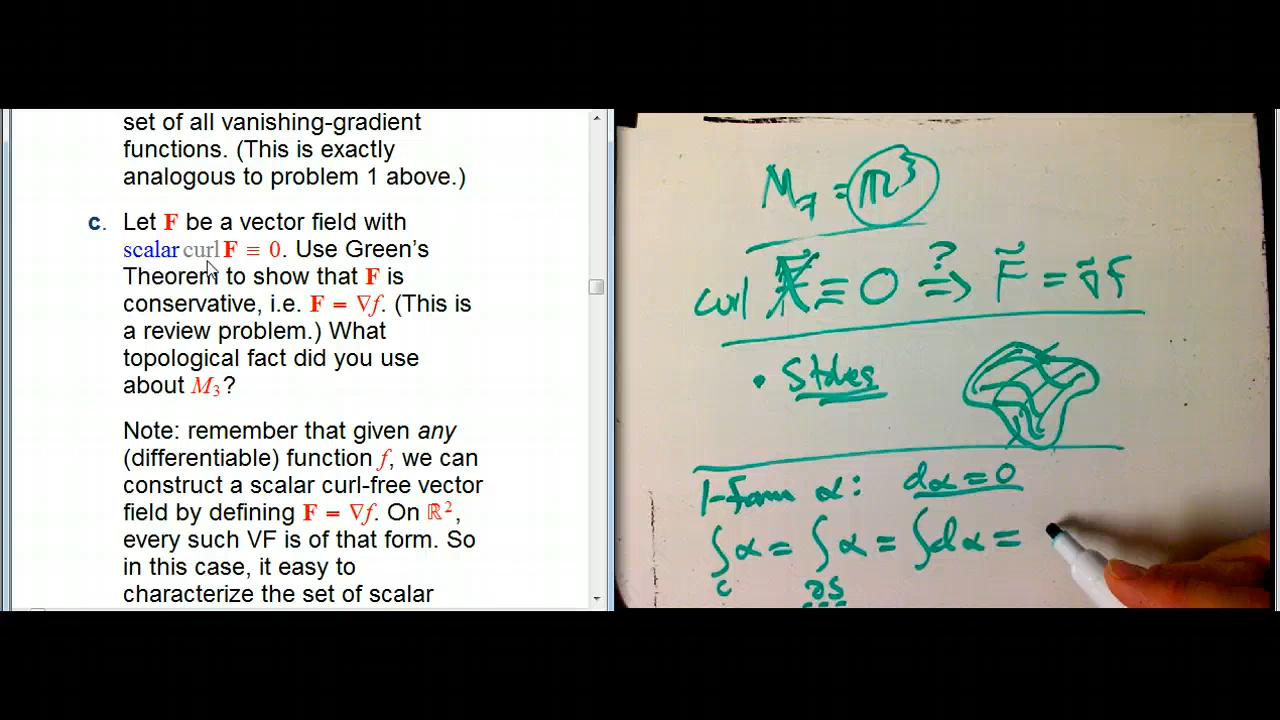 set of all vanishing-gradient
functions. (This is exactly
analogous to problem 1 above.)
c. Let F be a vector field with
scalar curl F ≡ 0. Use Green’s
Theorem to show that F is
conservative, i.e. F = ∇f. (This is
a review problem.) What
topological fact did you use
about M₃?
Note: remember that given any
(differentiable) function f, we can
construct a scalar curl-free vector
field by defining F = ∇f. On ℝ², 
every such VF is of that form. So
in this case, it easy to
characterize the set of scalar
M₇ = ℝ³
curl F⃗ ≡ 0 ⇒? F⃗ = ∇⃗f
• Stokes
1-form α: dα = 0
∫ α = ∫ α = ∫ dα =
c ∂S